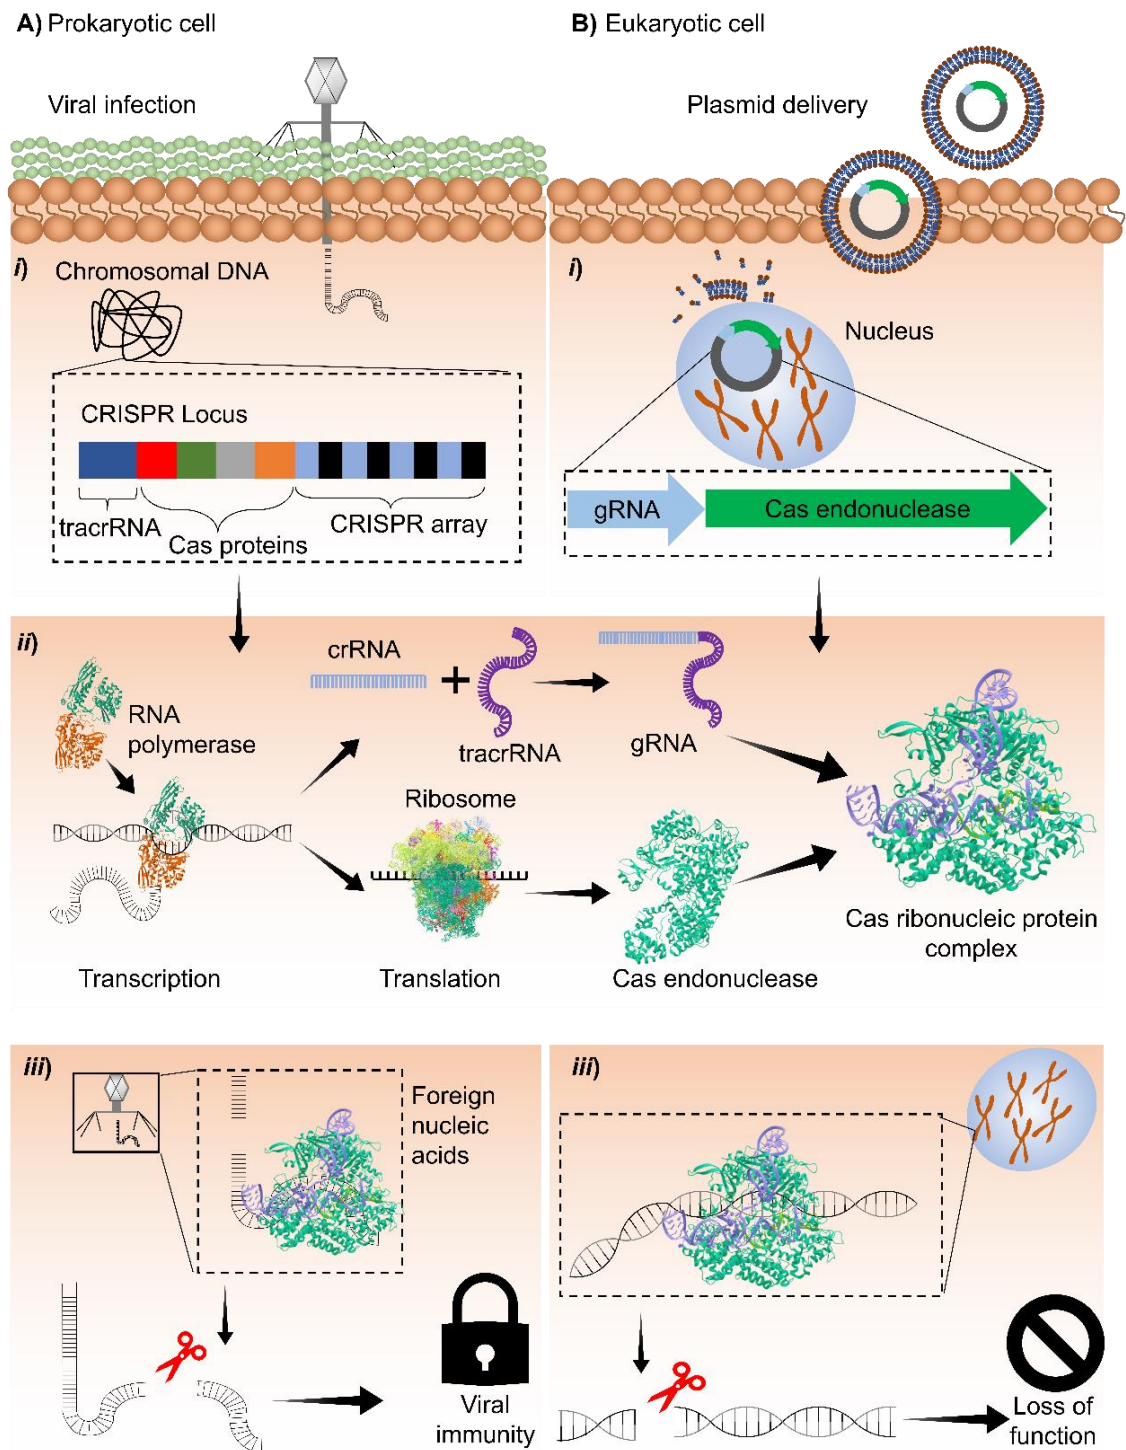 A) Prokaryotic cell
Viral infection
i)
Chromosomal DNA
CRISPR Locus
tracrRNA
Cas proteins
CRISPR array
B) Eukaryotic cell
Plasmid delivery
i)
Nucleus
gRNA
Cas endonuclease
ii)
RNA
polymerase
crRNA
+
tracrRNA
gRNA
Ribosome
Transcription
Translation
Cas endonuclease
Cas ribonucleic protein
complex
iii)
Foreign
nucleic
acids
Viral
immunity
iii)
Loss of
function